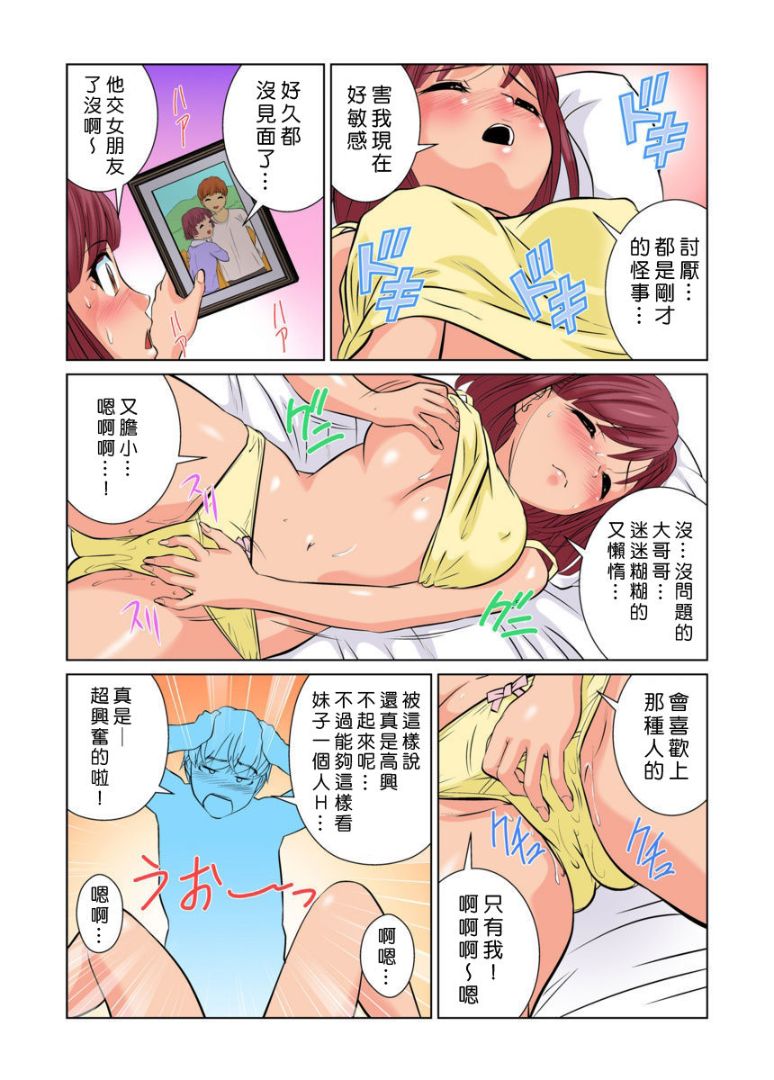 討厭…
都是剛才
的怪事…
害我現在
好敏感
ドキ
ドキ
ドキ
好久都
沒見面了…
他交女朋友
了沒啊～
ハァ
ハァ
沒…沒問題的
大哥哥…
迷迷糊糊的
又懶惰…
又膽小…
嗯啊啊…！
モゾ
モゾ
スリ
スリ
會喜歡上
那種人的
只有我！
啊啊啊～嗯
クチュ
クチュ
被這樣說
還真是高興
不起來呢…
不過能夠這樣看
妹子一個人H…
真是—
超興奮的啦！
うお〜っ
啊嗯…
嗯啊…